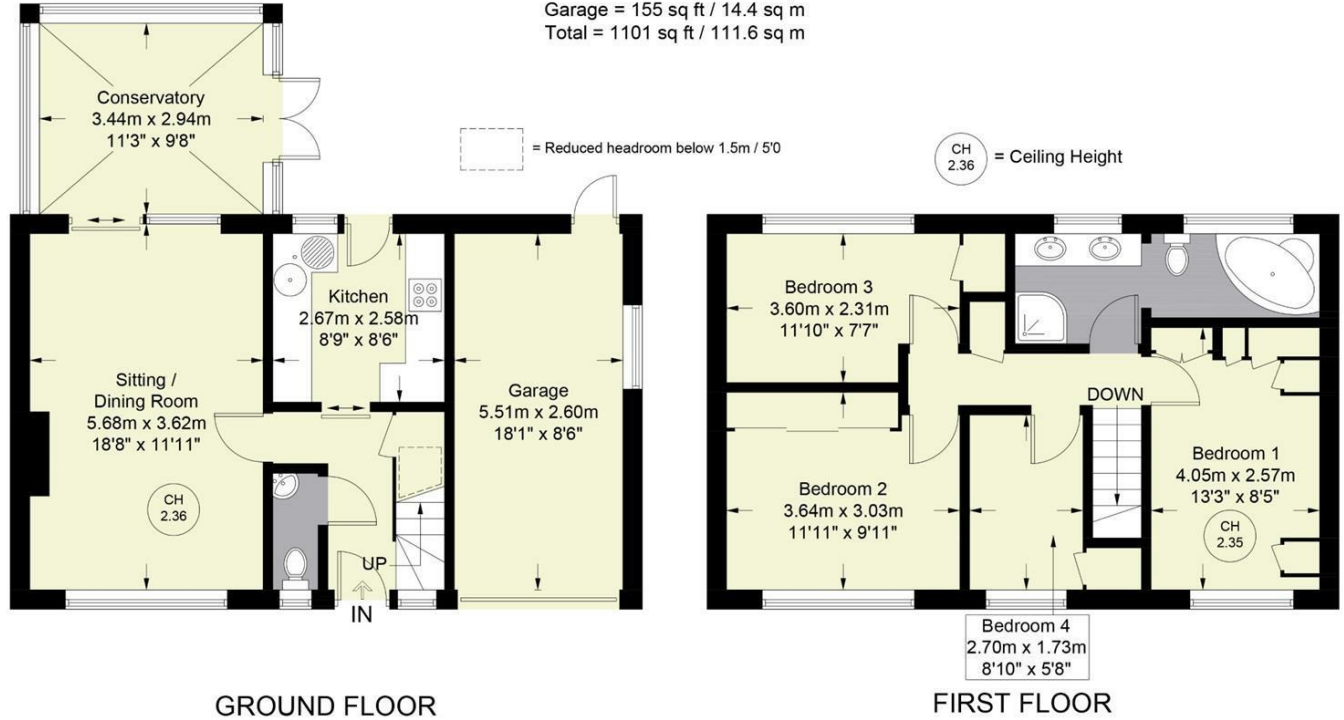 Garage = 155 sq ft / 14.4 sq m
Total = 1101 sq ft / 111.6 sq m
Conservatory
3.44m x 2.94m
11'3" x 9'8"
= Reduced headroom below 1.5m / 5'0
CH
2.36
= Ceiling Height
Kitchen
2.67m x 2.58m
8'9" x 8'6"
Sitting /
Dining Room
5.68m x 3.62m
18'8" x 11'11"
CH
2.36
Garage
5.51m x 2.60m
18'1" x 8'6"
UP
IN
GROUND FLOOR
Bedroom 3
3.60m x 2.31m
11'10" x 7'7"
DOWN
Bedroom 1
4.05m x 2.57m
13'3" x 8'5"
CH
2.35
Bedroom 2
3.64m x 3.03m
11'11" x 9'11"
Bedroom 4
2.70m x 1.73m
8'10" x 5'8"
FIRST FLOOR